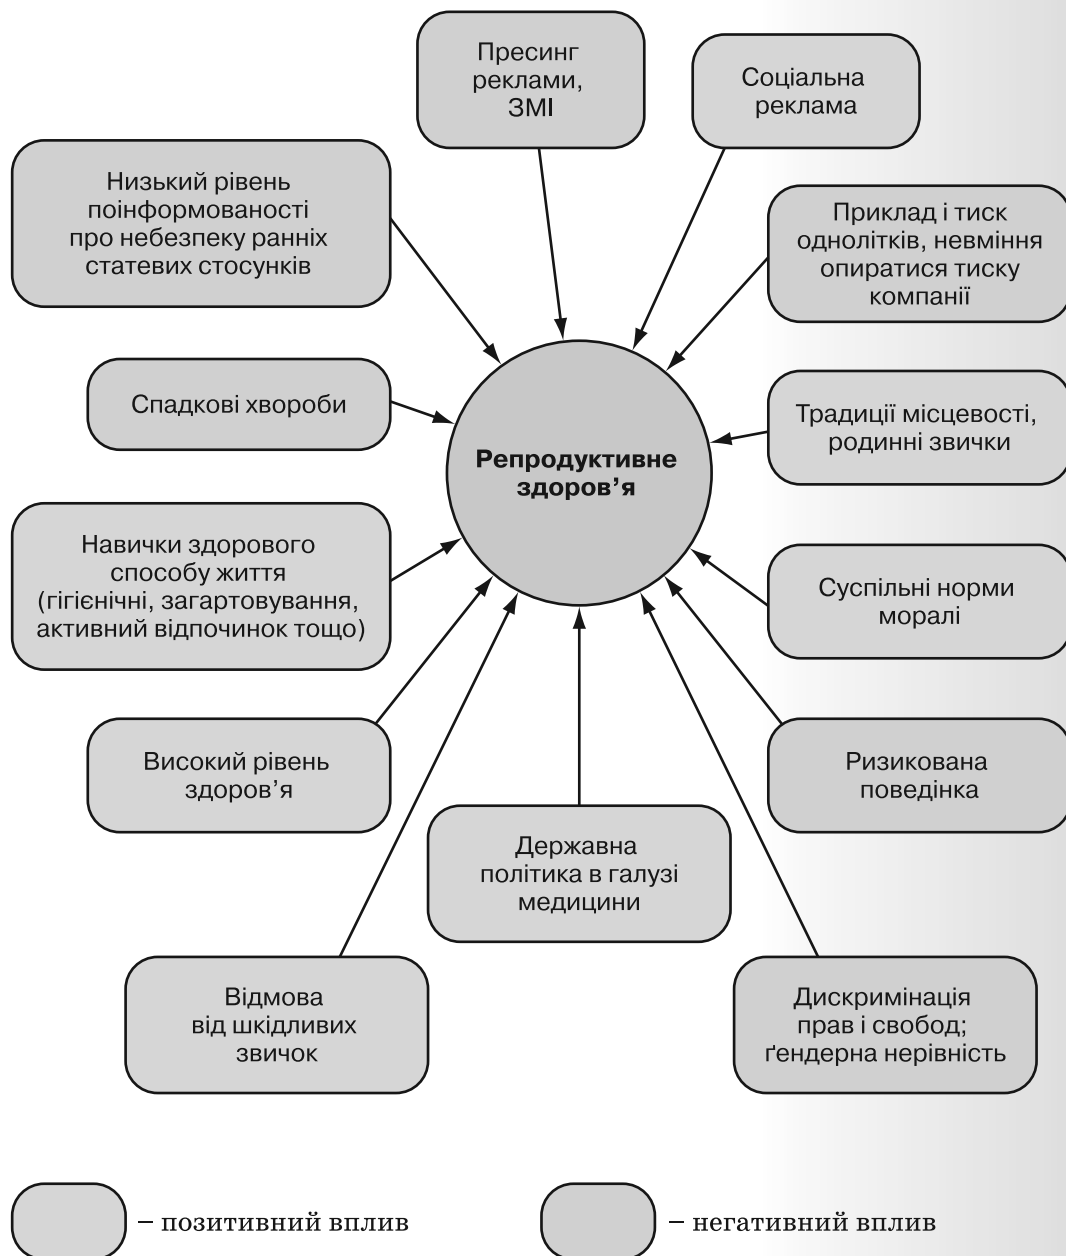 Пресинг
реклами,
ЗМІ
Соціальна
реклама
Низький рівень
поінформованості
про небезпеку ранніх
статевих стосунків
Приклад і тиск
однолітків, невміння
опиратися тиску
компанії
Спадкові хвороби
Традиції місцевості,
родинні звички
Репродуктивне
здоров’я
Навички здорового
способу життя
(гігієнічні, загартовування,
активний відпочинок тощо)
Суспільні норми
моралі
Високий рівень
здоров’я
Ризикована
поведінка
Державна
політика в галузі
медицини
Відмова
від шкідливих
звичок
Дискримінація
прав і свобод;
ґендерна нерівність
– позитивний вплив
– негативний вплив